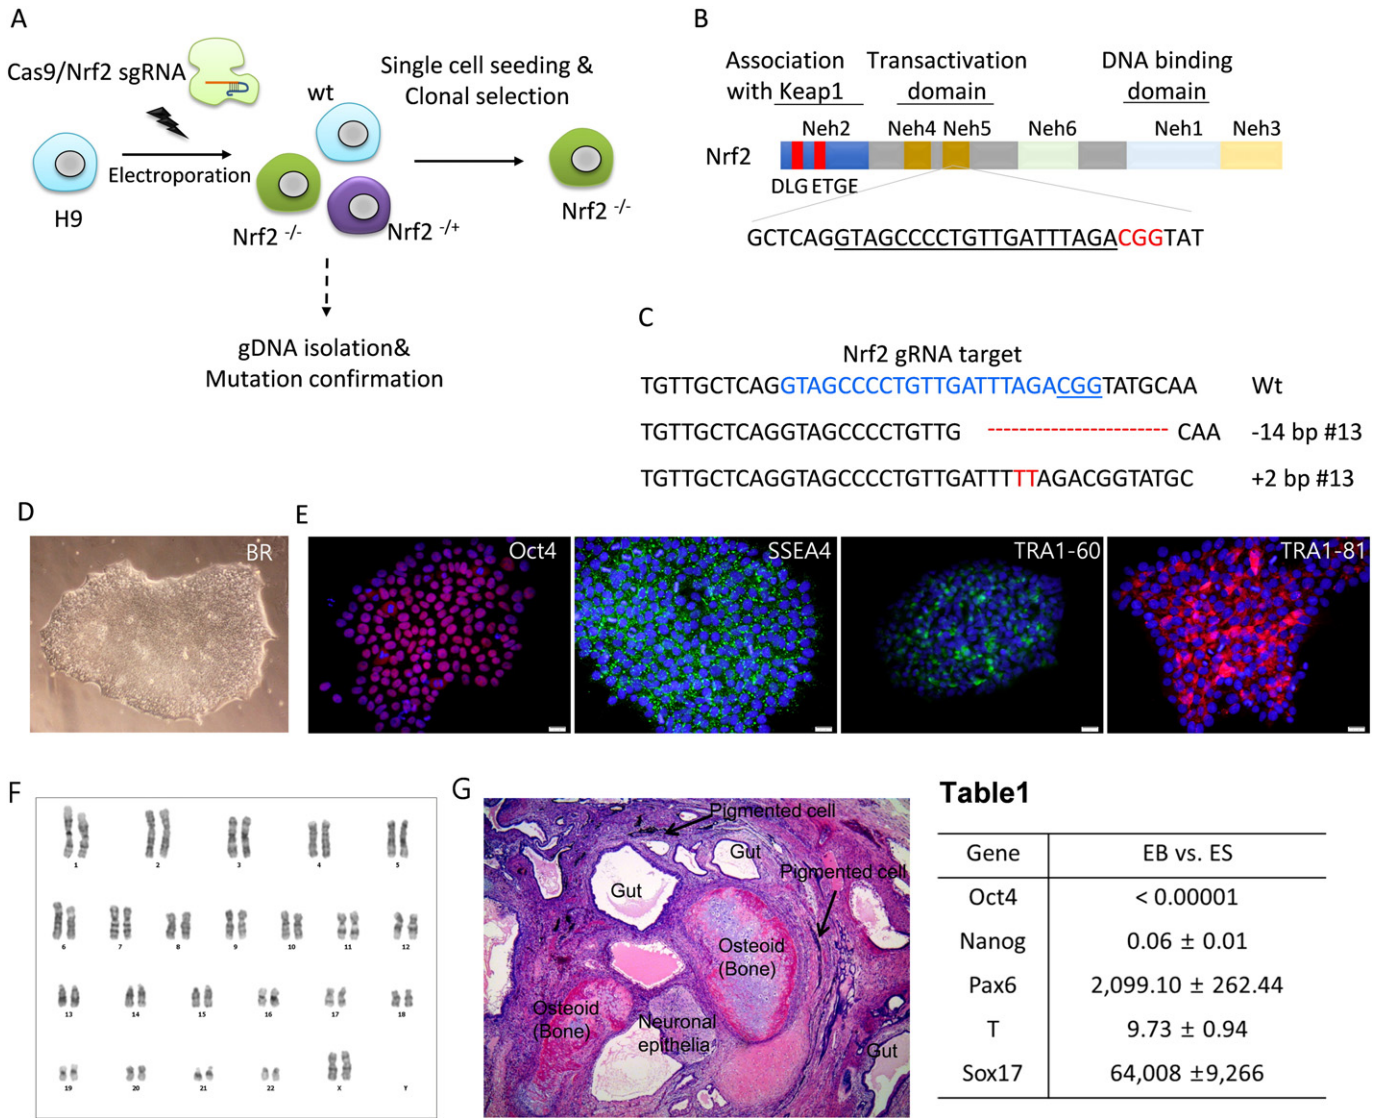 A
Cas9/Nrf2 sgRNA
Single cell seeding &
Clonal selection
wt
Electroporation
H9
Nrf2 -/-
Nrf2 -/+
Nrf2 -/-
gDNA isolation&
Mutation confirmation
B
Association
with Keap1
Transactivation
domain
DNA binding
domain
Neh2
Neh4 Neh5
Neh6
Neh1
Neh3
Nrf2
DLG ETGE
GCTCAGGTAGCCCCTGTTGATTTAGACGGTAT
C
Nrf2 gRNA target
TGTTGCTCAGGTAGCCCCTGTTGATTTAGACGGTATGCAA Wt
TGTTGCTCAGGTAGCCCCTGTTG ----------------------- CAA -14 bp #13
TGTTGCTCAGGTAGCCCCTGTTGATTTTTAGACGGTATGC +2 bp #13
D
BR
E
Oct4
SSEA4
TRA1-60
TRA1-81
F
1 2 3 4 5
6 7 8 9 10 11 12
13 14 15 16 17 18
19 20 21 22 X Y
G
Pigmented cell
Gut
Pigmented cell
Gut
Osteoid
(Bone)
Osteoid
(Bone)
Neuronal
epithelia
Gut
Table1
Gene EB vs. ES
Oct4 < 0.00001
Nanog 0.06 ± 0.01
Pax6 2,099.10 ± 262.44
T 9.73 ± 0.94
Sox17 64,008 ±9,266